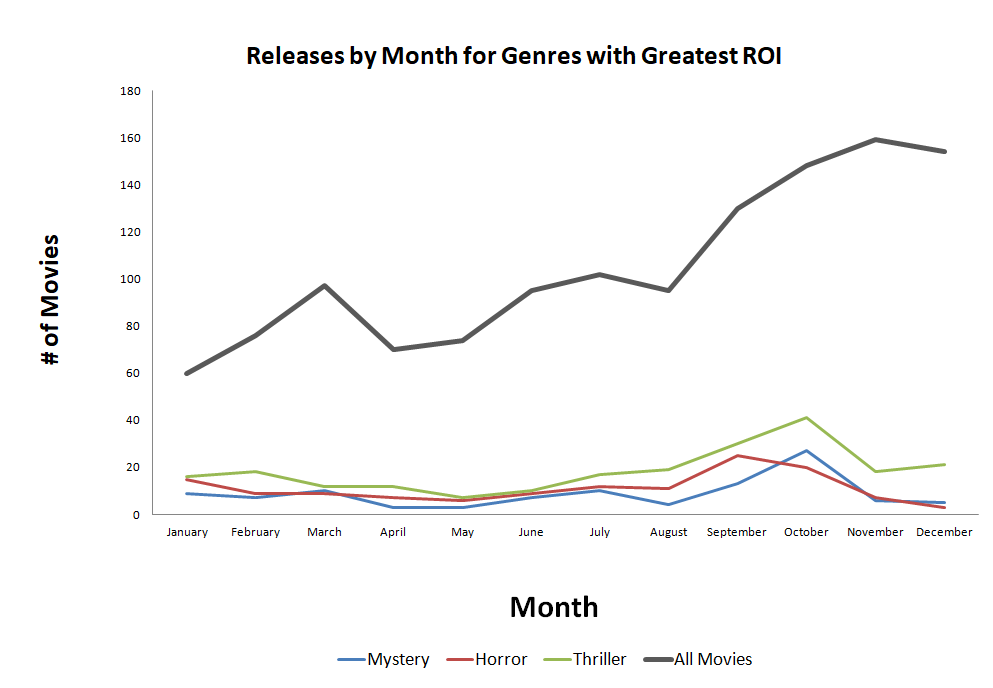 Releases by Month for Genres with Greatest ROI
# of Movies
180
160
140
120
100
80
60
40
20
0
January February March April May June July August September October November December
Month
Mystery Horror Thriller All Movies